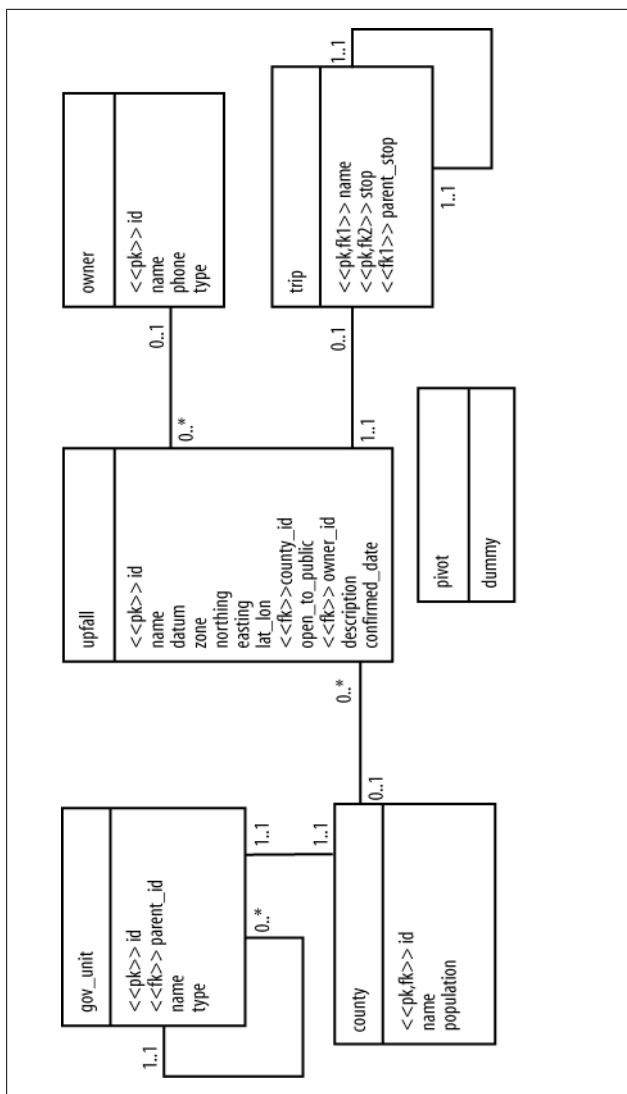 gov_unit
<<pk>> id
<<fk>> parent_id
name
type
1..1
0..*
1..1
1..1
county
<<pk,fk>> id
name
population
0..1
0..*
upfall
<<pk>> id
name
datum
zone
northing
easting
lat_lon
<<fk>>county_id
open_to_public
<<fk>> owner_id
description
confirmed_date
0..*
0..1
owner
<<pk>> id
name
phone
type
1..1
0..1
trip
<<pk,fk1>> name
<<pk,fk2>> stop
<<fk1>> parent_stop
1..1
1..1
pivot
dummy